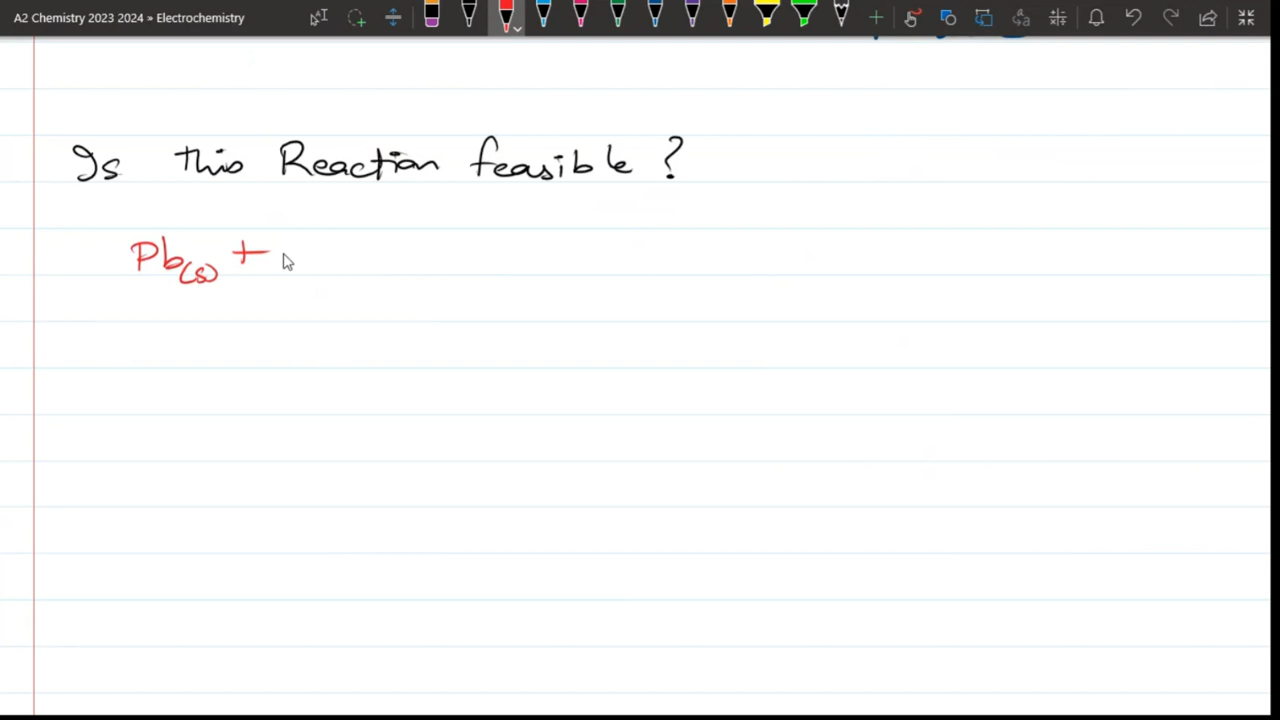 A2 Chemistry 2023 2024 » Electrochemistry
Is this Reaction feasible ?
Pb(s) +